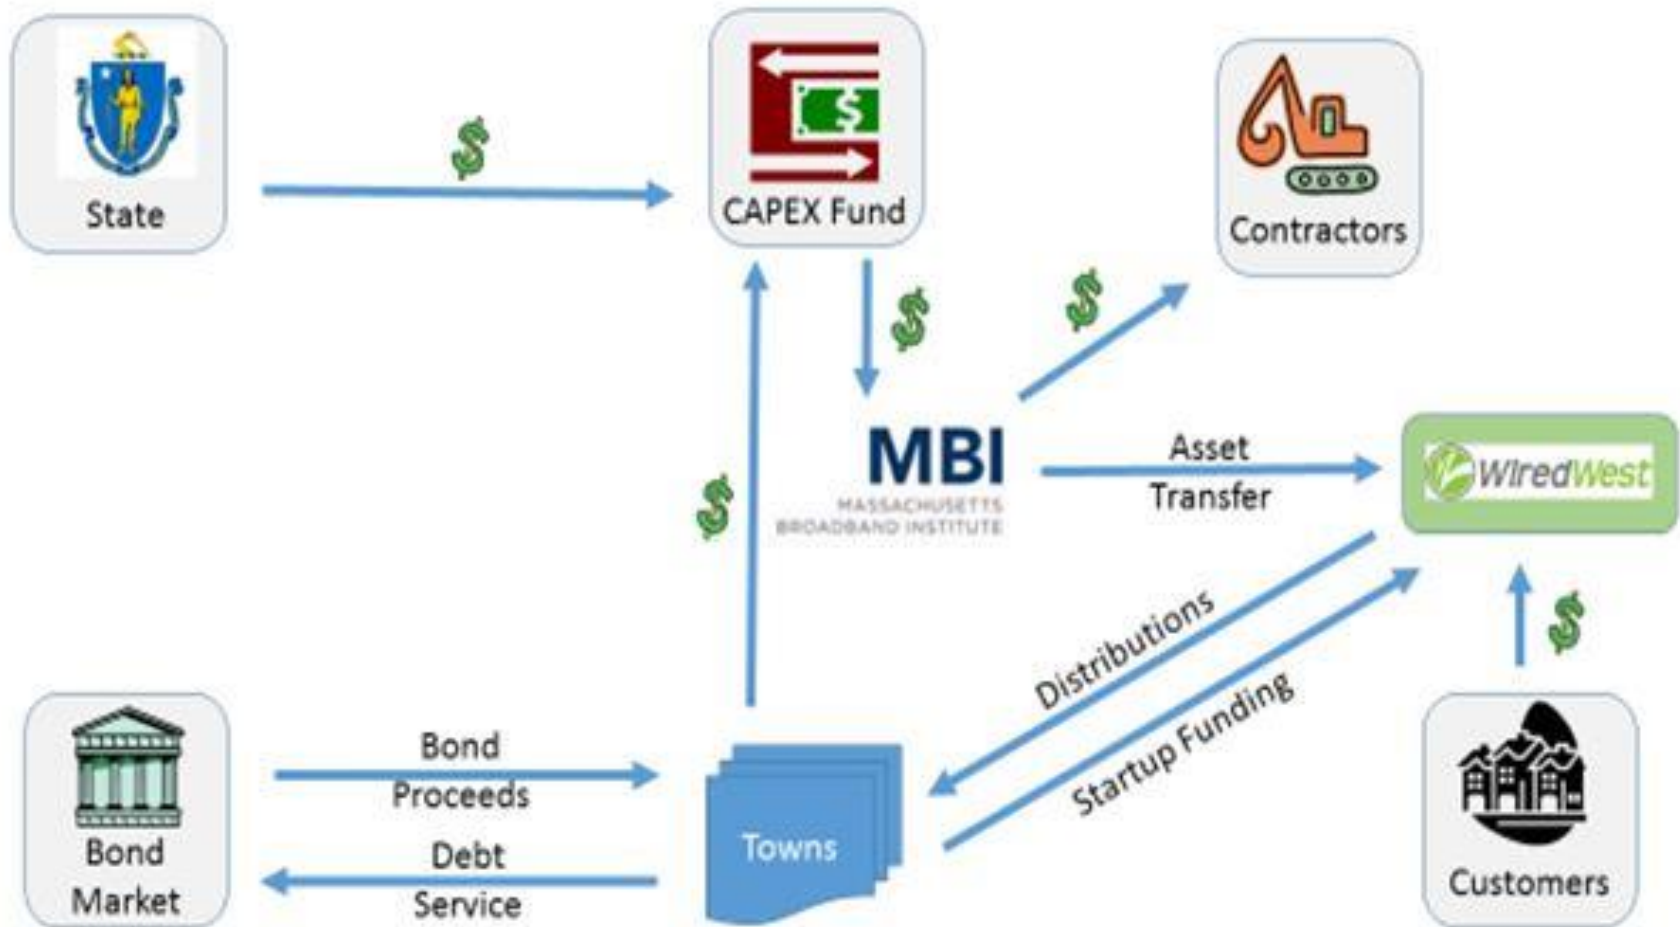 State
$
$
CAPEX Fund
Contractors
$
$
$
MBI
MASSACHUSETTS
BROADBAND INSTITUTE
Asset
Transfer
WiredWest
Distributions
Startup Funding
$
Bond
Proceeds
Debt
Service
Bond
Market
Towns
Customers